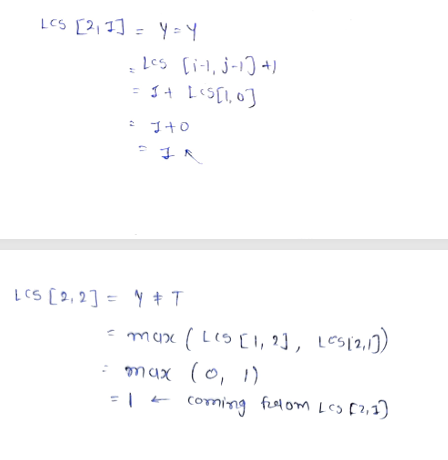 LCS [2, 1] = Y = Y
= LCS [i-1, j-1] + 1
= 1 + LCS[1, 0]
= 1 + 0
= 1 ↖
LCS [2, 2] = Y ≠ T
= max ( LCS [1, 2], LCS[2,1])
= max (0, 1)
= 1 ← coming from LCS [2,1]